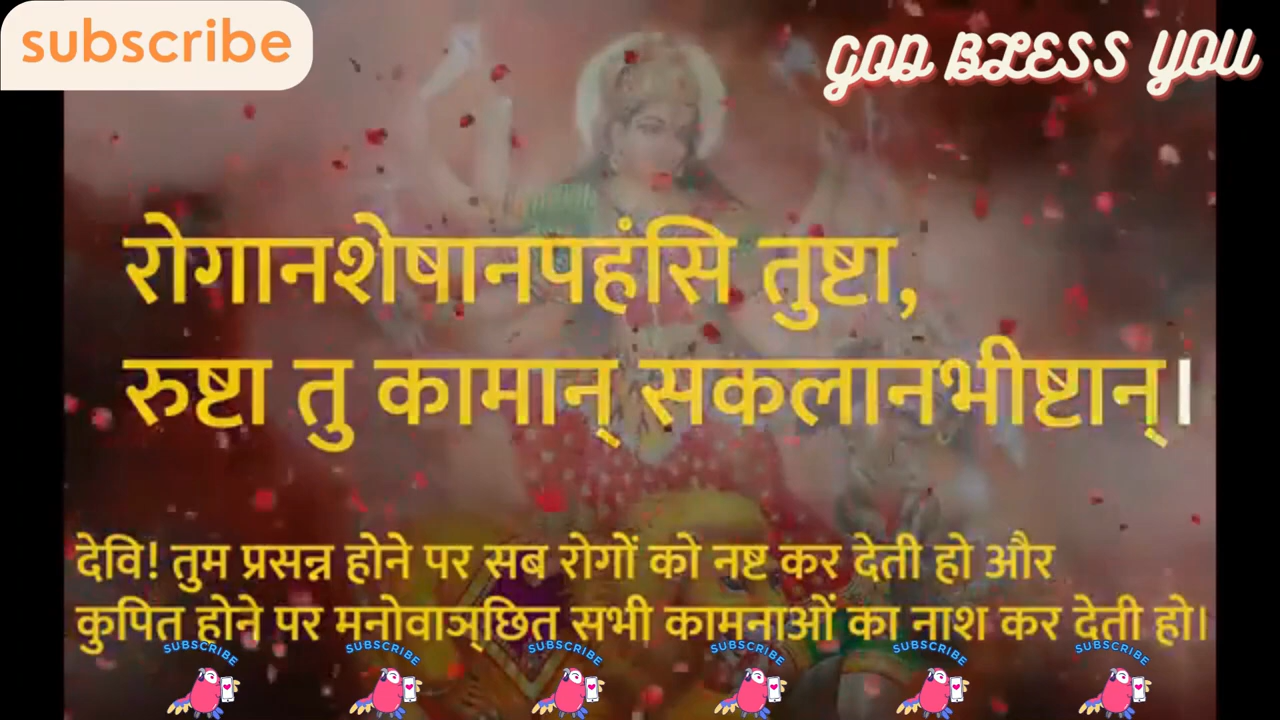 subscribe
GOD BLESS YOU
रोगानशेषानपहंसि तुष्टा,
रुष्टा तु कामान् सकलानभीष्टान्।
देवि! तुम प्रसन्न होने पर सब रोगों को नष्ट कर देती हो और
कुपित होने पर मनोवाञ्छित सभी कामनाओं का नाश कर देती हो।
SUBSCRIBE SUBSCRIBE SUBSCRIBE SUBSCRIBE SUBSCRIBE SUBSCRIBE